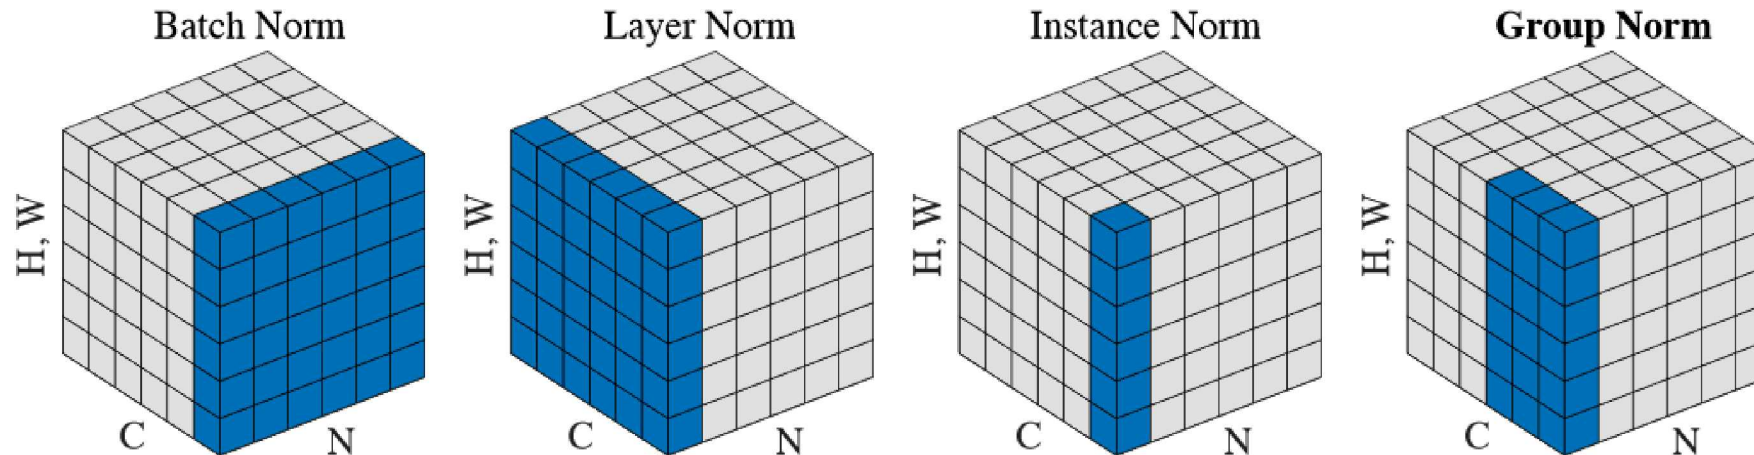 Batch Norm
Layer Norm
Instance Norm
Group Norm
H, W
C
N
H, W
C
N
H, W
C
N
H, W
C
N